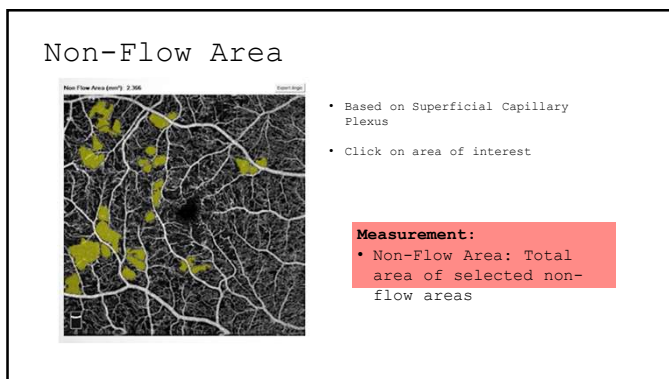 Non-Flow Area
Non Flow Area (mm²): 2.366
• Based on Superficial Capillary
Plexus
• Click on area of interest
Measurement:
• Non-Flow Area: Total
area of selected non-
flow areas